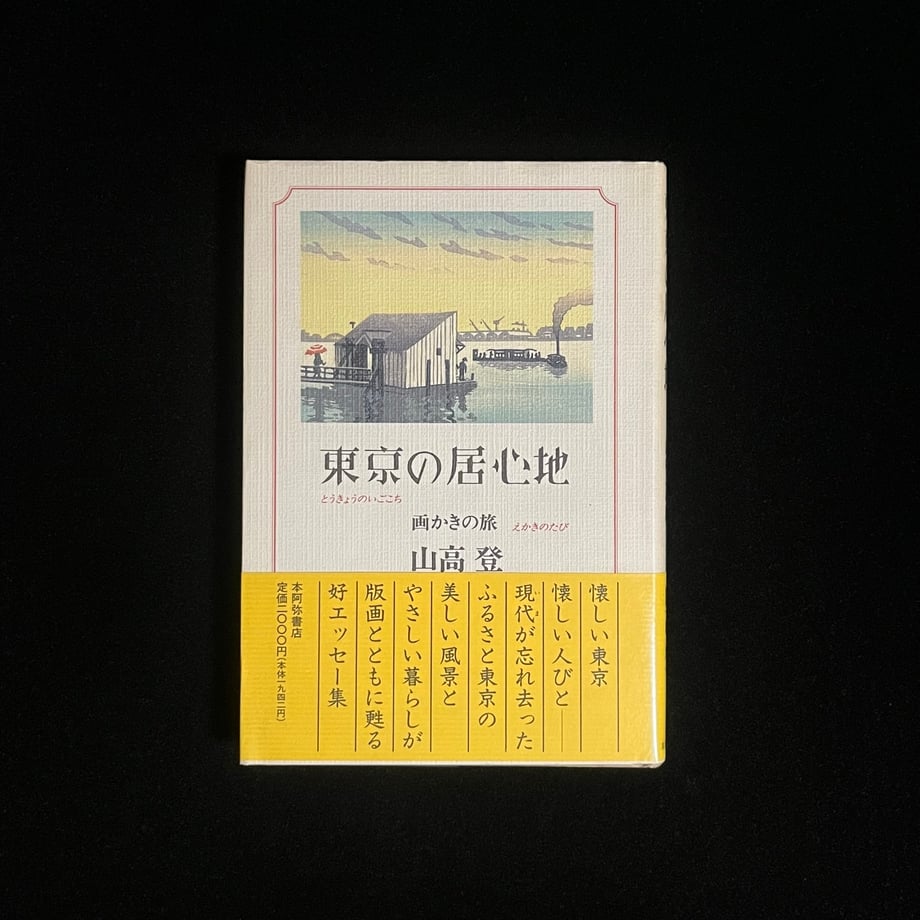 東京の居心地
とうきょうのいごこち
画かきの旅
えかきのたび
山高 登
懐しい東京
懐しい人びと──
現代が忘れ去った
いま
ふるさと東京の
美しい風景と
やさしい暮らしが
版画とともに甦る
好エッセー集
本阿弥書店
定価二〇〇〇円(本体一九四二円)